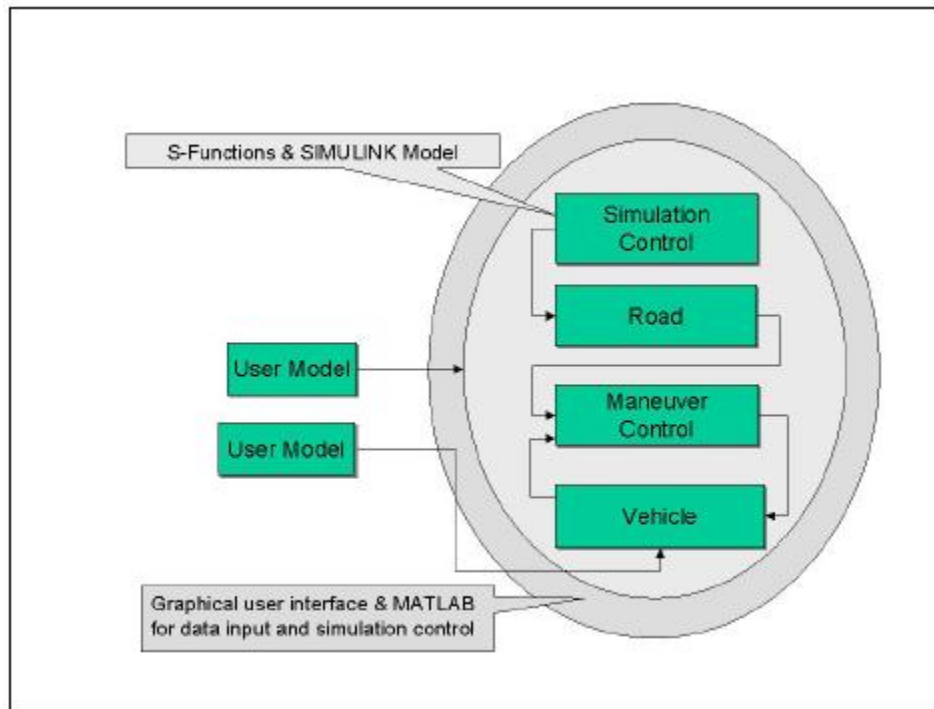 S-Functions & SIMULINK Model
Simulation
Control
Road
User Model
Maneuver
Control
User Model
Vehicle
Graphical user interface & MATLAB
for data input and simulation control